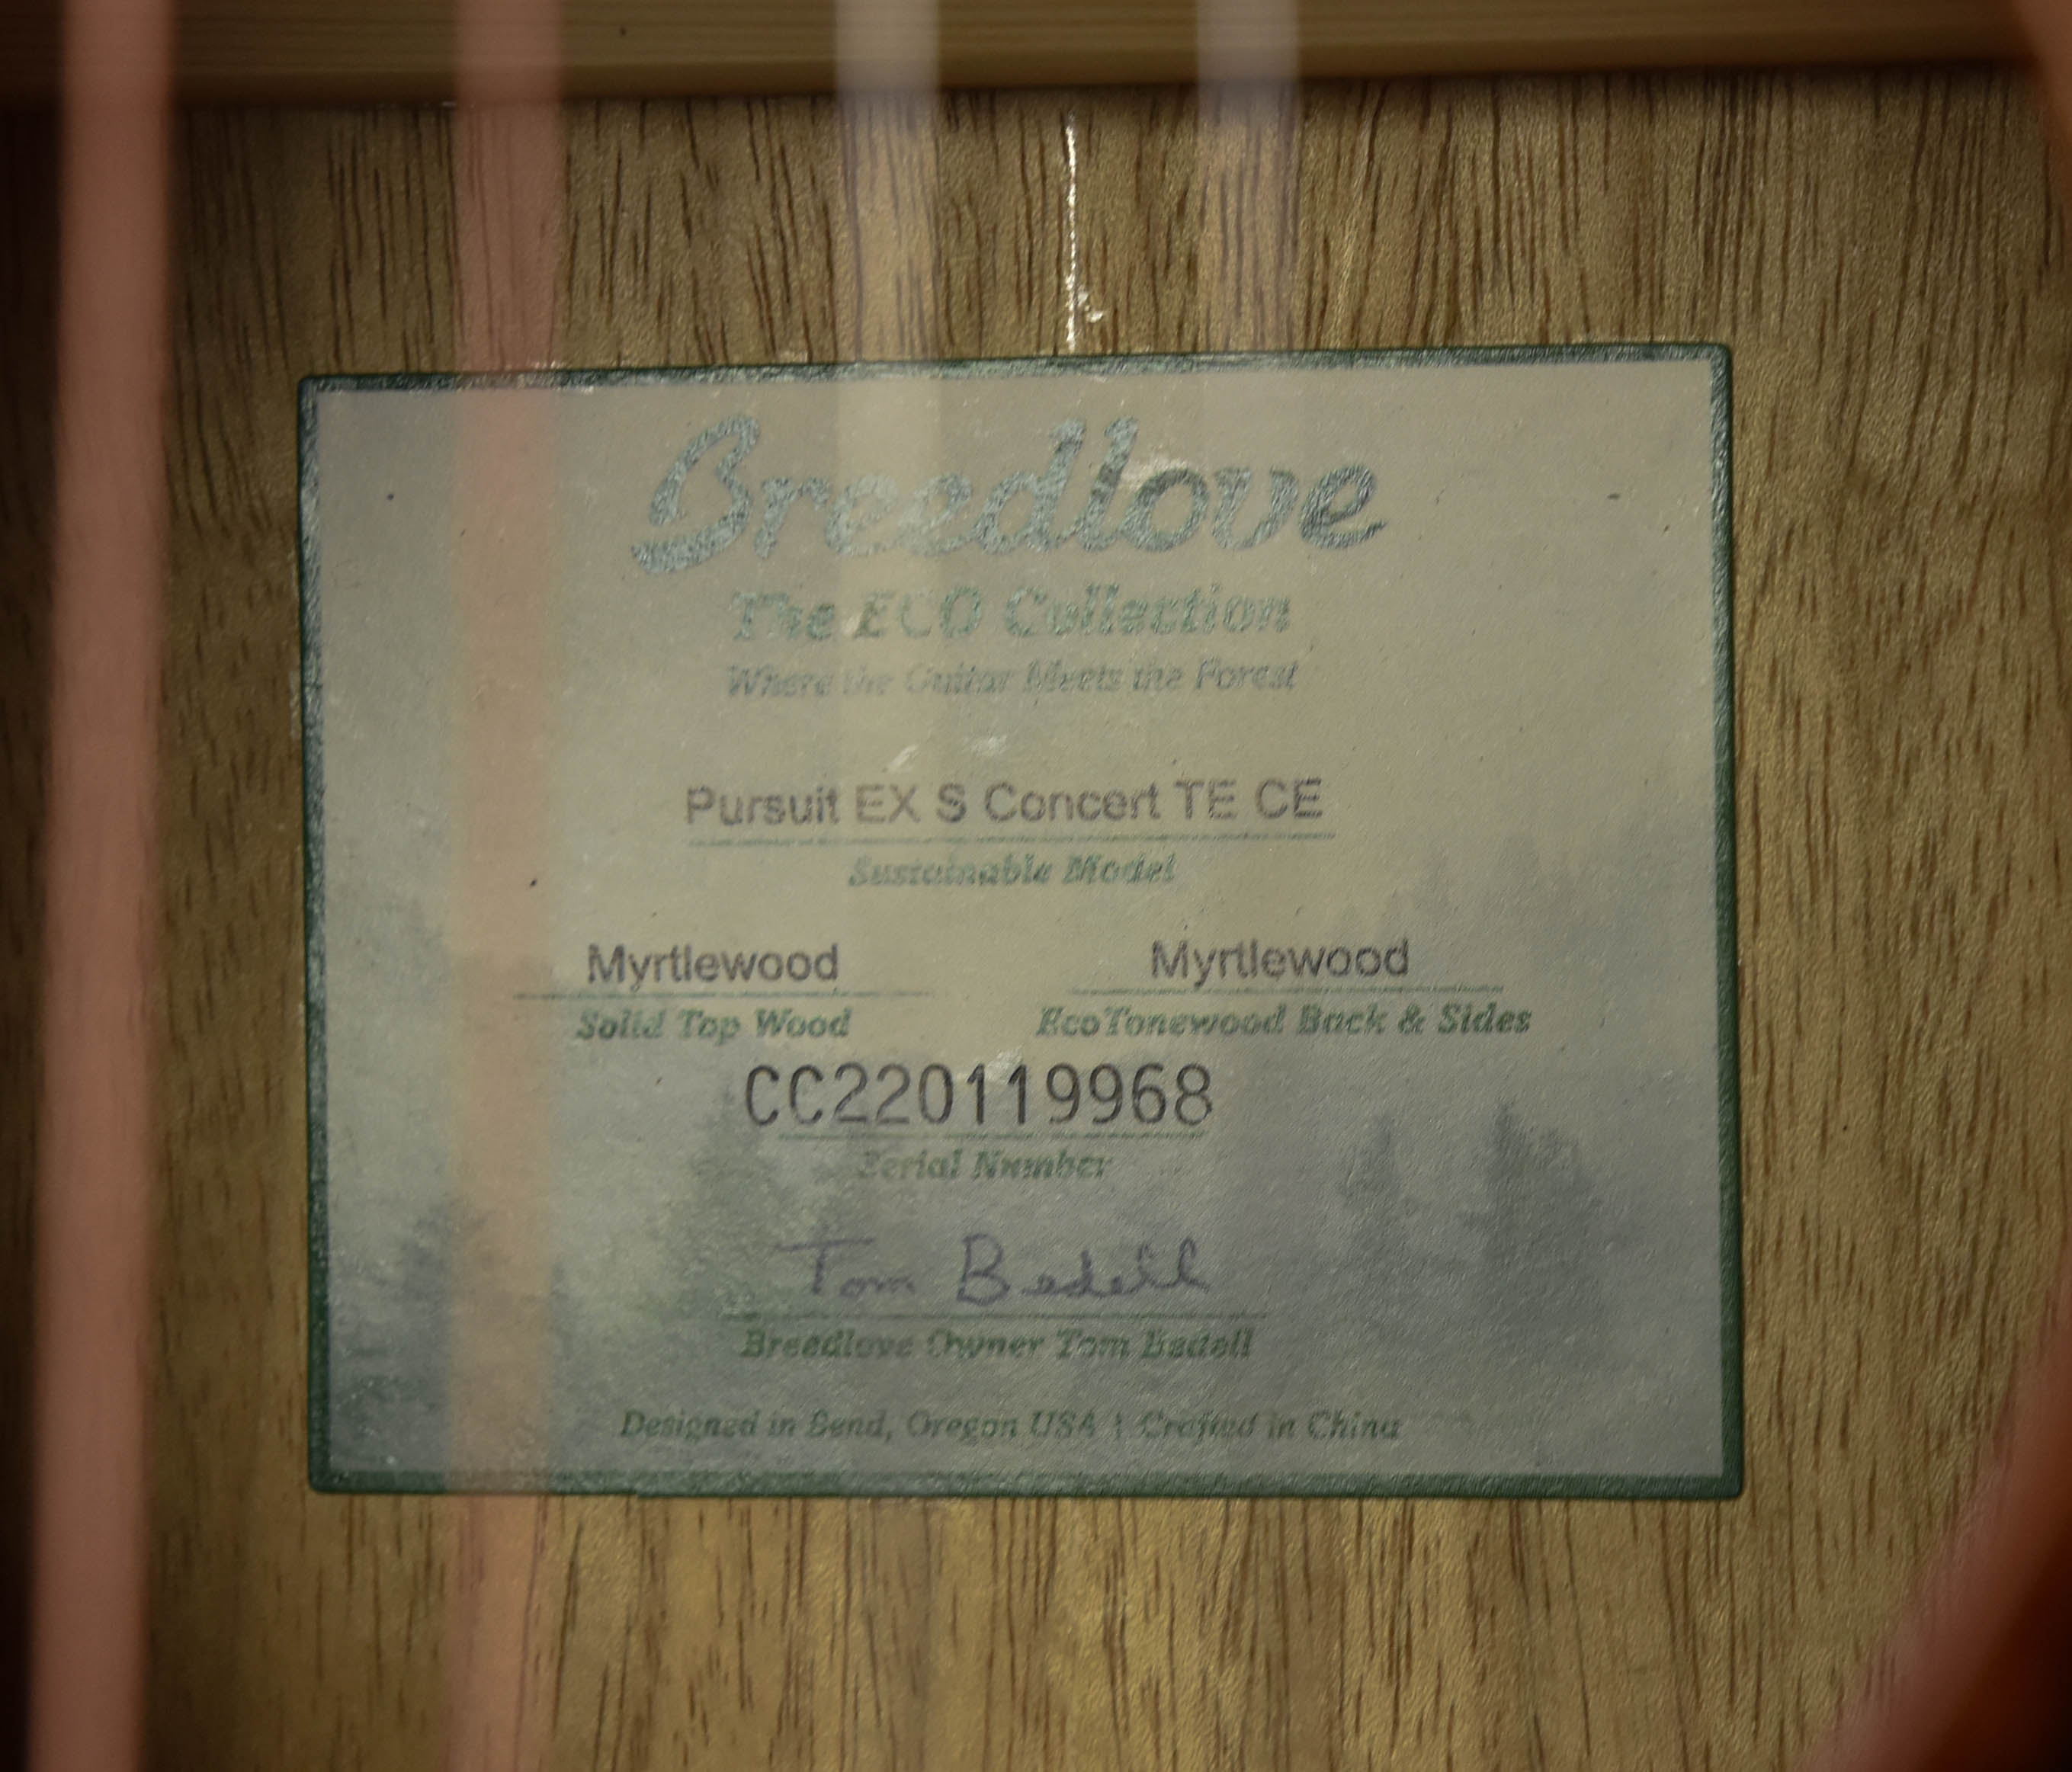 Breedlove
The ECO Collection
Where the Guitar Meets the Forest
Pursuit EX S Concert TE CE
Sustainable Model
Myrtlewood Myrtlewood
Solid Top Wood EcoTonewood Back & Sides
CC220119968
Serial Number
Tom Bedell
Breedlove Owner Tom Bedell
Designed in Bend, Oregon USA | Crafted in China